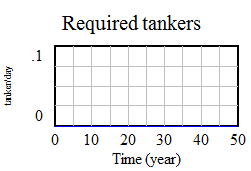 Required tankers
.1
tanker/day
0
0 10 20 30 40 50
Time (year)